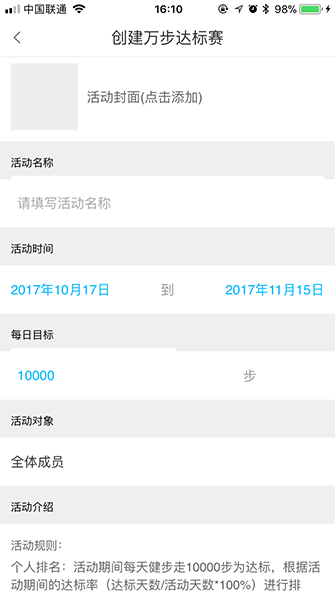 中国联通 16:10 98%
创建万步达标赛
活动封面(点击添加)
活动名称
请填写活动名称
活动时间
2017年10月17日 到 2017年11月15日
每日目标
10000 步
活动对象
全体成员
活动介绍
活动规则：
个人排名：活动期间每天健步走10000步为达标，根据活
动期间的达标率（达标天数/活动天数*100%）进行排